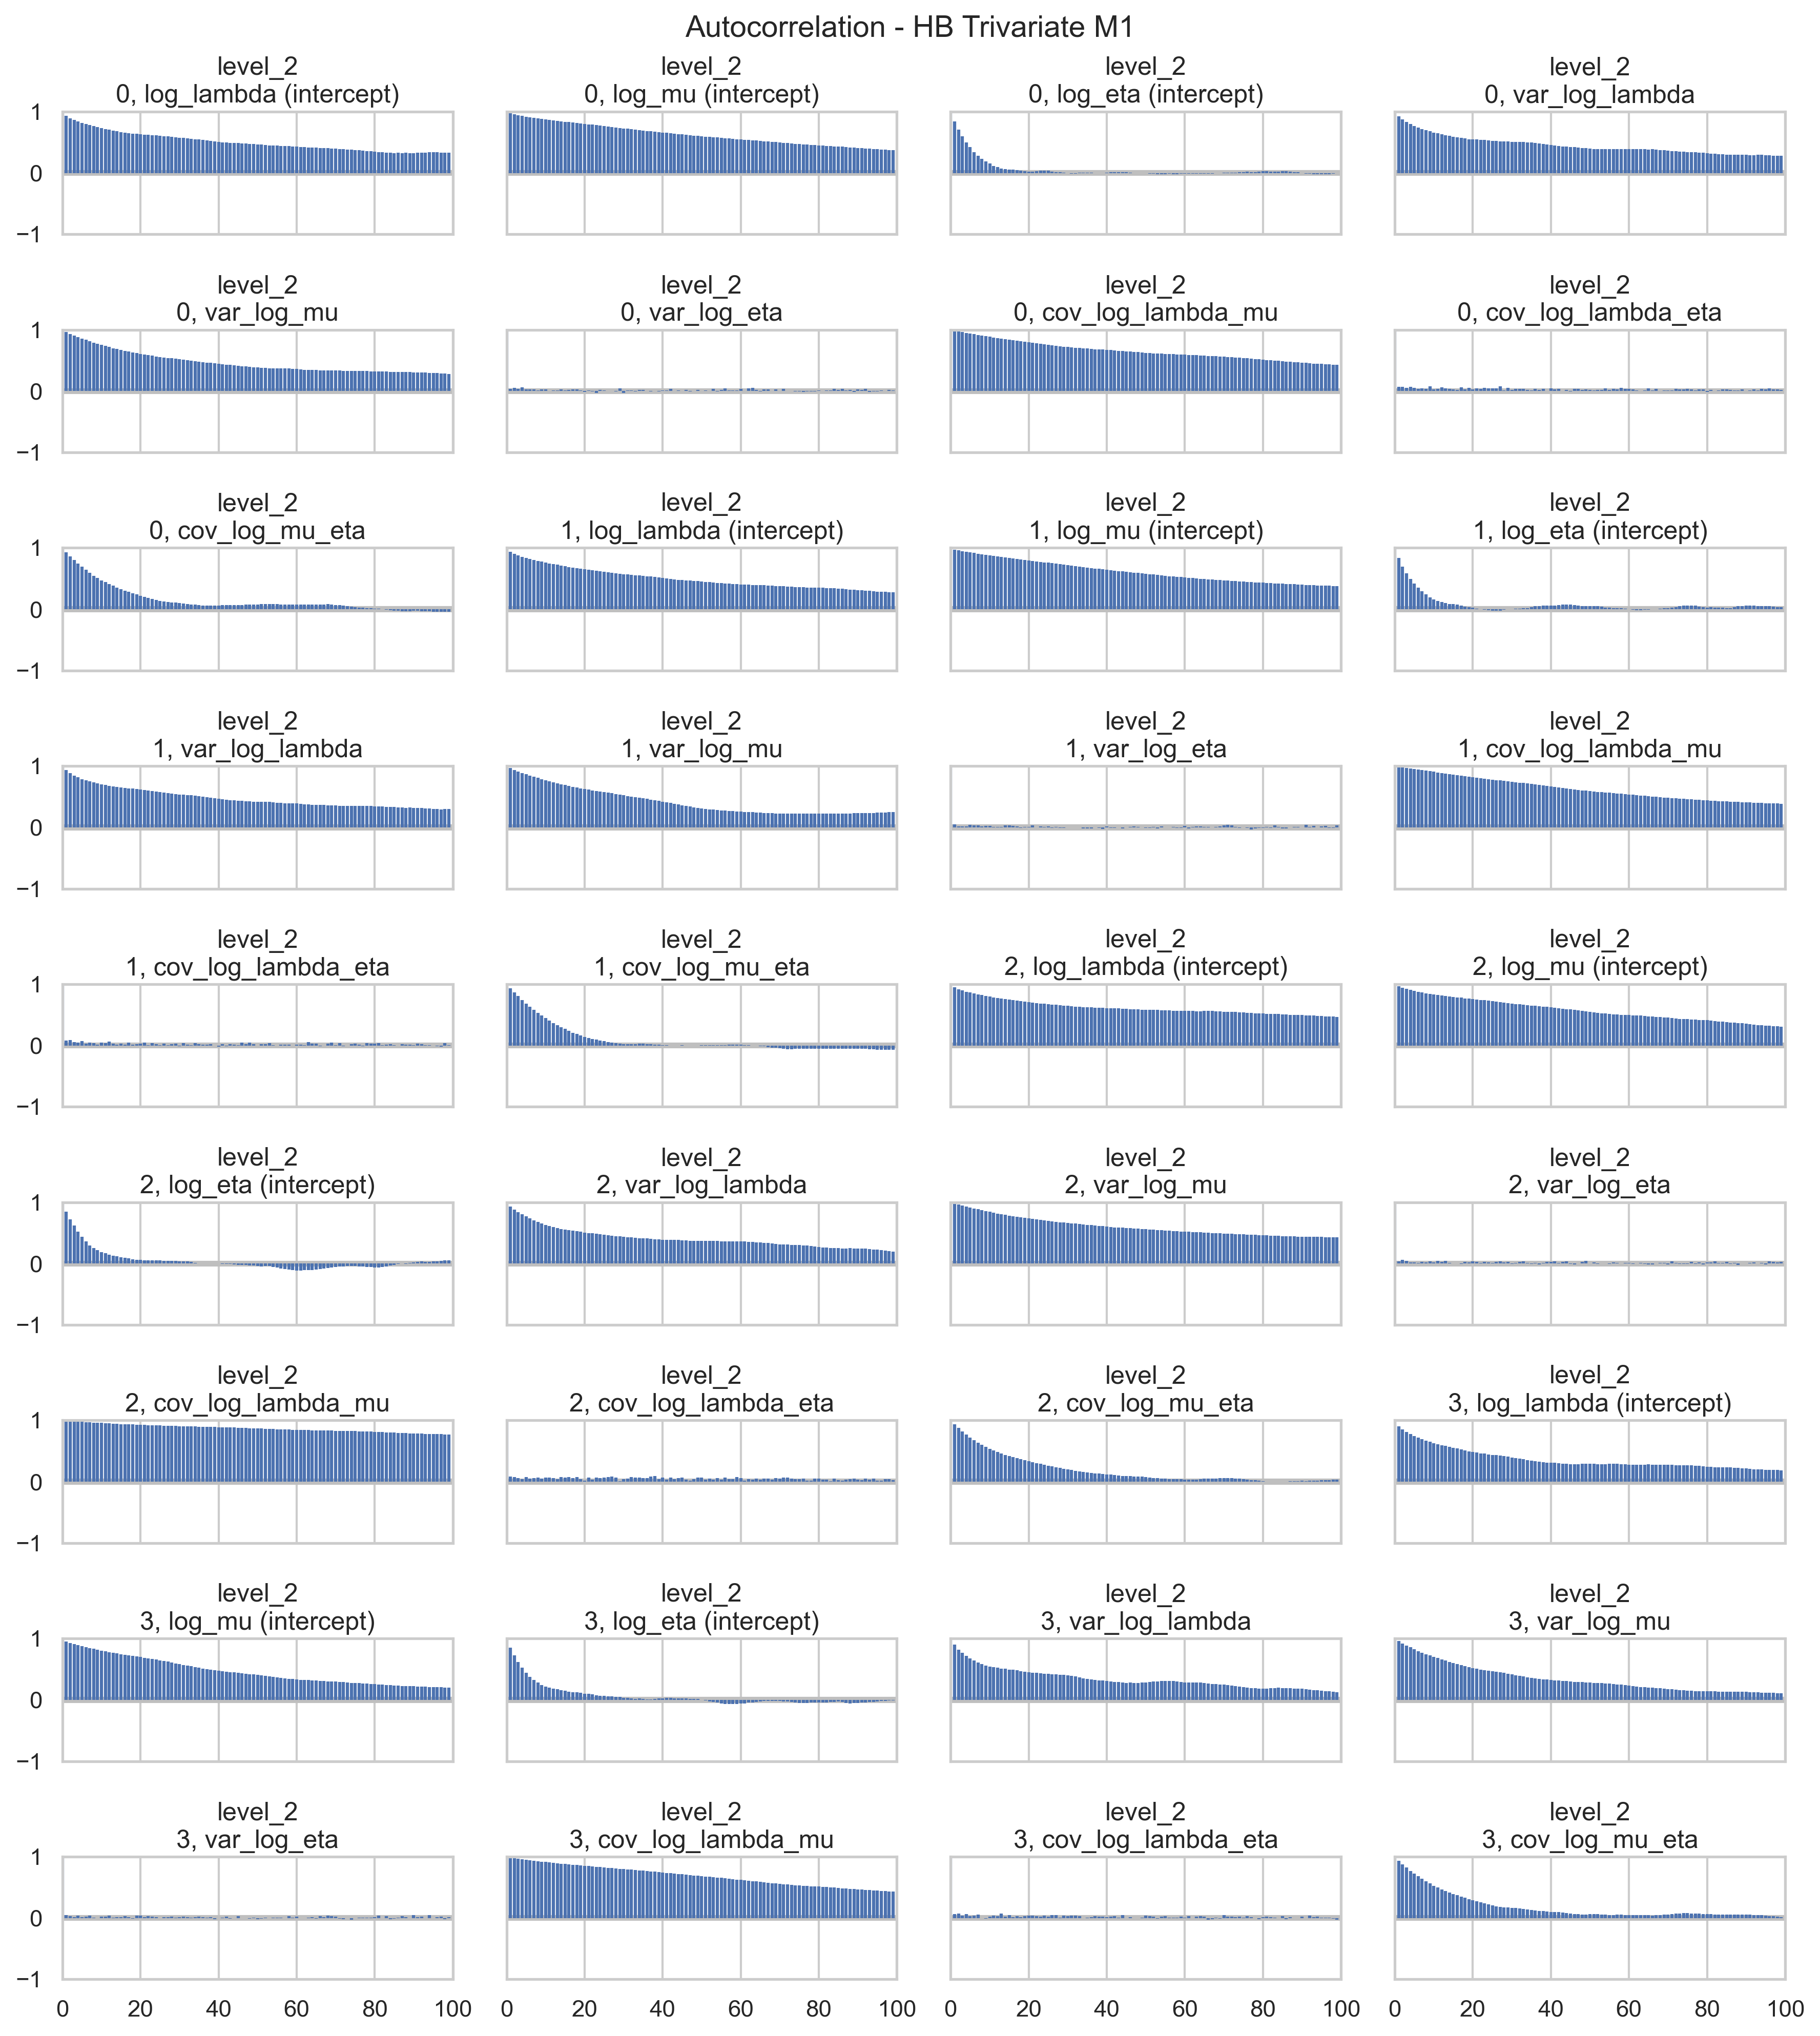 Autocorrelation - HB Trivariate M1
level_2 level_2 level_2 level_2
0, log_lambda (intercept) 0, log_mu (intercept) 0, log_eta (intercept) 0, var_log_lambda
1
0
−1
level_2 level_2 level_2 level_2
0, var_log_mu 0, var_log_eta 0, cov_log_lambda_mu 0, cov_log_lambda_eta
1
0
−1
level_2 level_2 level_2 level_2
0, cov_log_mu_eta 1, log_lambda (intercept) 1, log_mu (intercept) 1, log_eta (intercept)
1
0
−1
level_2 level_2 level_2 level_2
1, var_log_lambda 1, var_log_mu 1, var_log_eta 1, cov_log_lambda_mu
1
0
−1
level_2 level_2 level_2 level_2
1, cov_log_lambda_eta 1, cov_log_mu_eta 2, log_lambda (intercept) 2, log_mu (intercept)
1
0
−1
level_2 level_2 level_2 level_2
2, log_eta (intercept) 2, var_log_lambda 2, var_log_mu 2, var_log_eta
1
0
−1
level_2 level_2 level_2 level_2
2, cov_log_lambda_mu 2, cov_log_lambda_eta 2, cov_log_mu_eta 3, log_lambda (intercept)
1
0
−1
level_2 level_2 level_2 level_2
3, log_mu (intercept) 3, log_eta (intercept) 3, var_log_lambda 3, var_log_mu
1
0
−1
level_2 level_2 level_2 level_2
3, var_log_eta 3, cov_log_lambda_mu 3, cov_log_lambda_eta 3, cov_log_mu_eta
1
0
−1
0 20 40 60 80 100 0 20 40 60 80 100 0 20 40 60 80 100 0 20 40 60 80 100